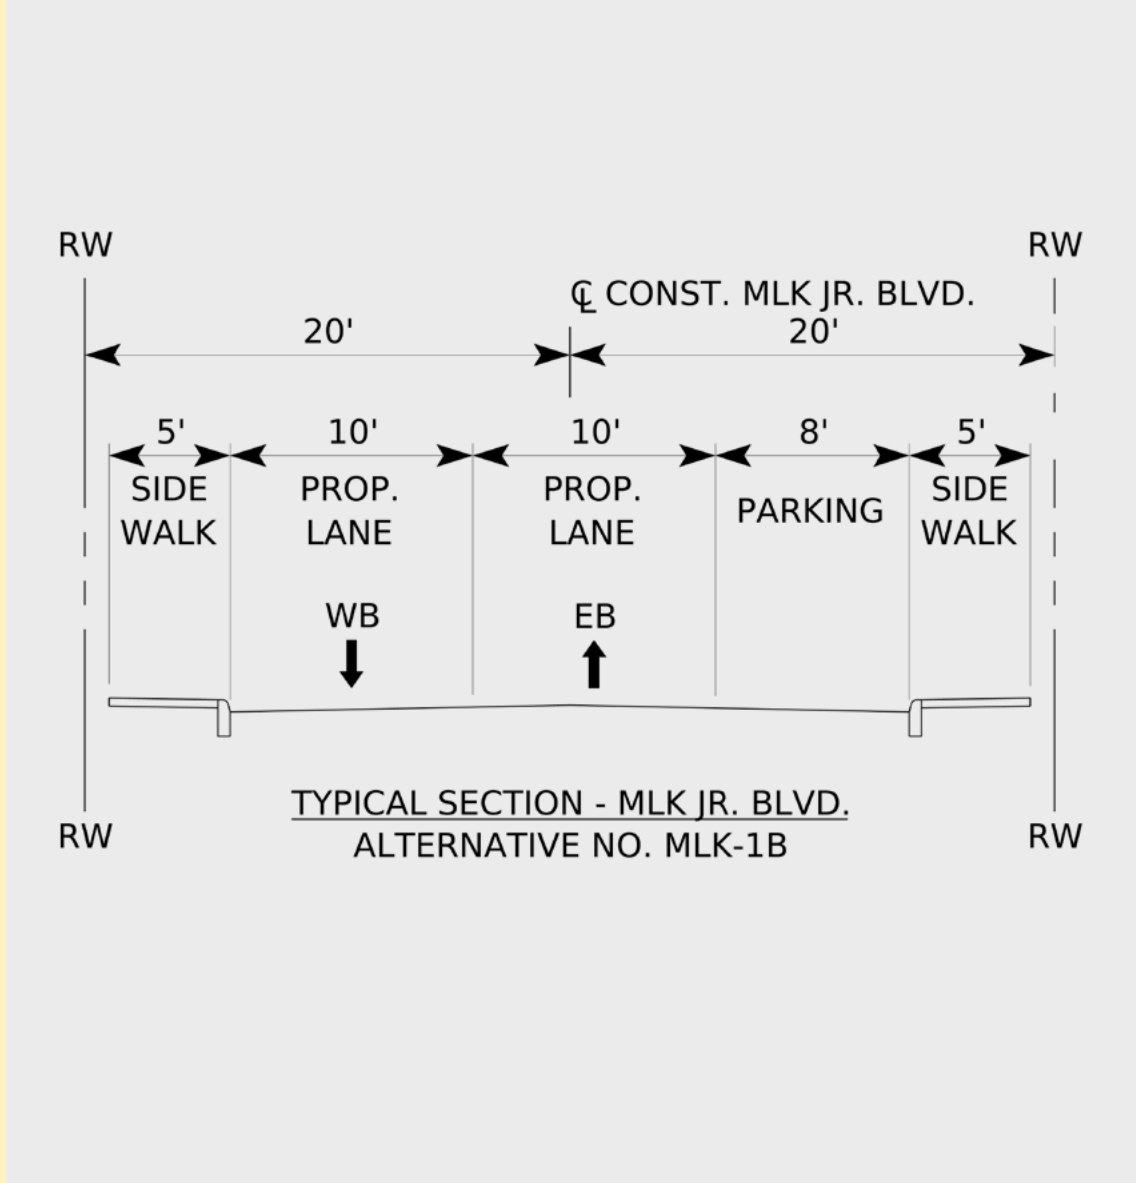 RW
RW
℄ CONST. MLK JR. BLVD.
20'
20'
5'
10'
10'
8'
5'
SIDE
WALK
PROP.
LANE
PROP.
LANE
PARKING
SIDE
WALK
WB
EB
TYPICAL SECTION - MLK JR. BLVD.
ALTERNATIVE NO. MLK-1B
RW
RW